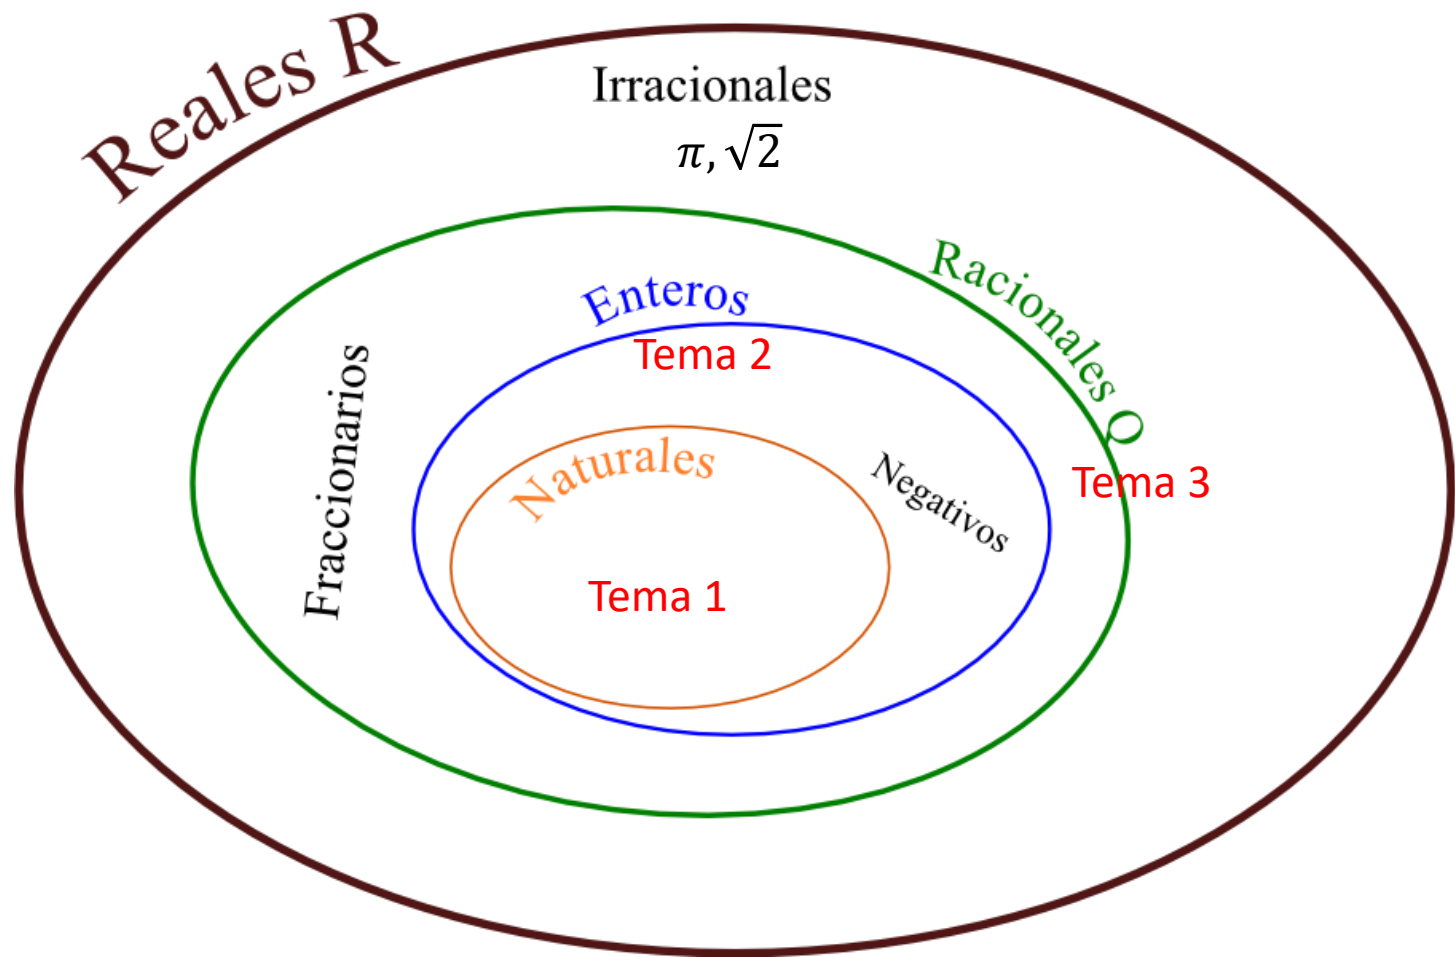 Reales R
Irracionales
π, √2
Racionales Q
Enteros
Tema 2
Fraccionarios
Naturales
Negativos
Tema 3
Tema 1